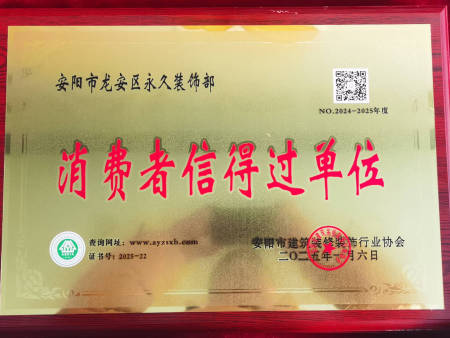 安阳市龙安区永久装饰部
NO.2024-2025年度
消费者信得过单位
查询网址:www.ayzsxh.com
证书号:2025-22
安阳市建筑装修装饰行业协会
二〇二五年一月六日